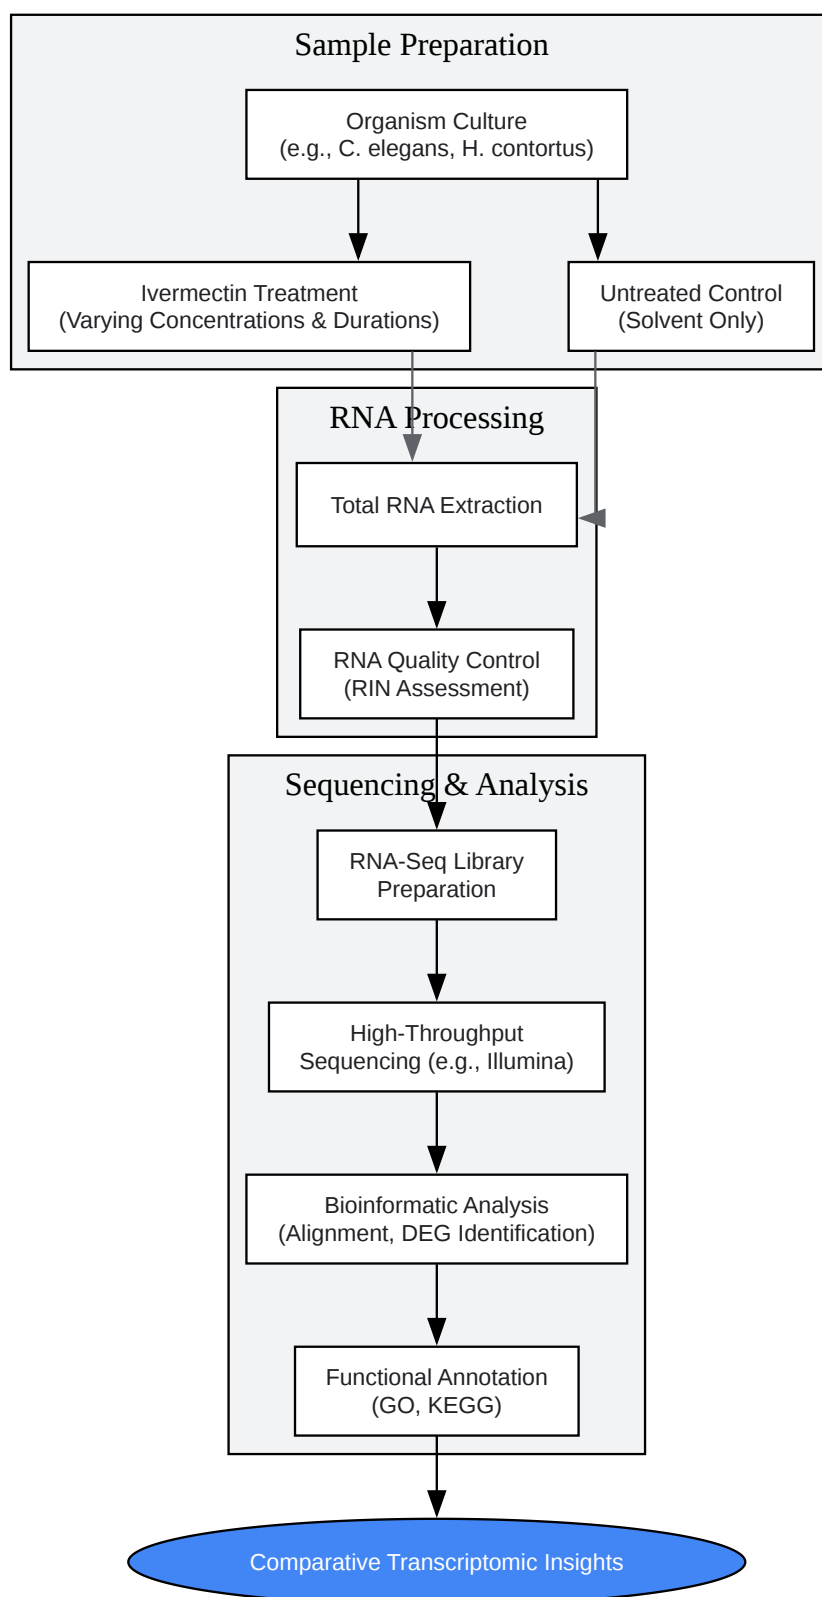 Sample Preparation
Organism Culture
(e.g., C. elegans, H. contortus)
Ivermectin Treatment
(Varying Concentrations & Durations)
Untreated Control
(Solvent Only)
RNA Processing
Total RNA Extraction
RNA Quality Control
(RIN Assessment)
Sequencing & Analysis
RNA-Seq Library
Preparation
High-Throughput
Sequencing (e.g., Illumina)
Bioinformatic Analysis
(Alignment, DEG Identification)
Functional Annotation
(GO, KEGG)
Comparative Transcriptomic Insights